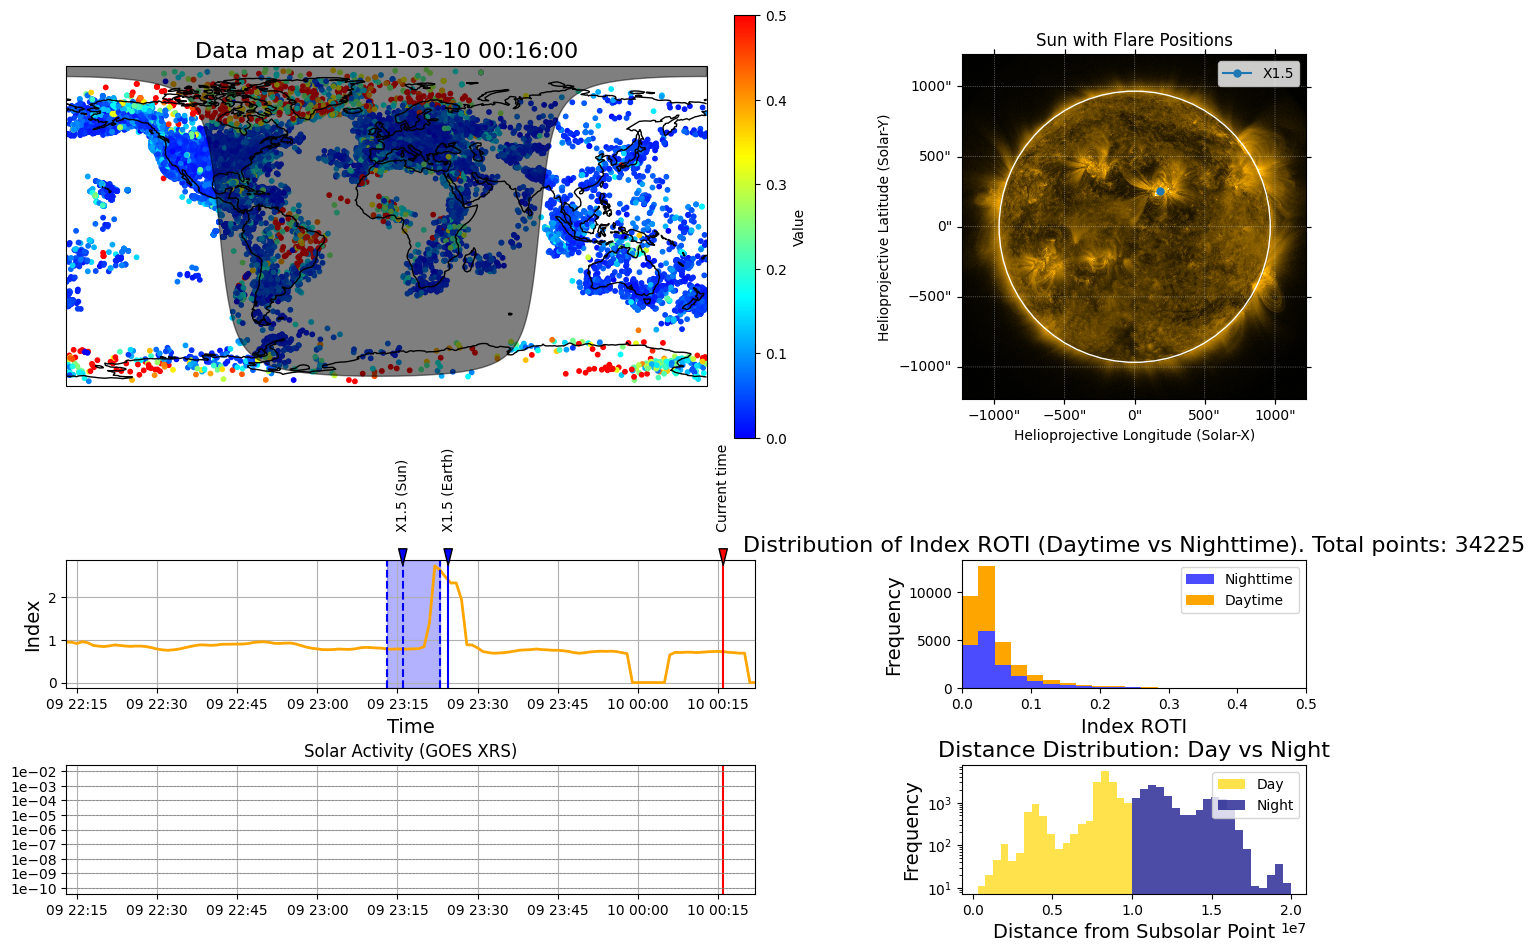 Data map at 2011-03-10 00:16:00
0.5
0.4
0.3
0.2
0.1
0.0
Value
Sun with Flare Positions
X1.5
1000"
500"
0"
−500"
−1000"
Helioprojective Latitude (Solar-Y)
−1000" −500" 0" 500" 1000"
Helioprojective Longitude (Solar-X)
X1.5 (Sun)
X1.5 (Earth)
Current time
Index
2
1
0
09 22:15 09 22:30 09 22:45 09 23:00 09 23:15 09 23:30 09 23:45 10 00:00 10 00:15
Time
Distribution of Index ROTI (Daytime vs Nighttime). Total points: 34225
Nighttime
Daytime
Frequency
10000
5000
0
0.0 0.1 0.2 0.3 0.4 0.5
Index ROTI
Solar Activity (GOES XRS)
1e−02
1e−03
1e−04
1e−05
1e−06
1e−07
1e−08
1e−09
1e−10
09 22:15 09 22:30 09 22:45 09 23:00 09 23:15 09 23:30 09 23:45 10 00:00 10 00:15
Distance Distribution: Day vs Night
Day
Night
Frequency
10³
10²
10¹
0.0 0.5 1.0 1.5 2.0
1e7
Distance from Subsolar Point